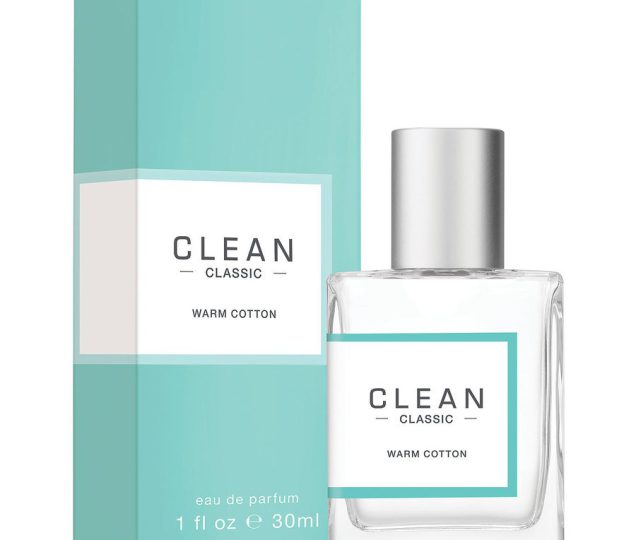 CLEAN
— CLASSIC —
WARM COTTON
eau de parfum
1 fl oz ℮ 30ml
CLEAN
— CLASSIC —
WARM COTTON